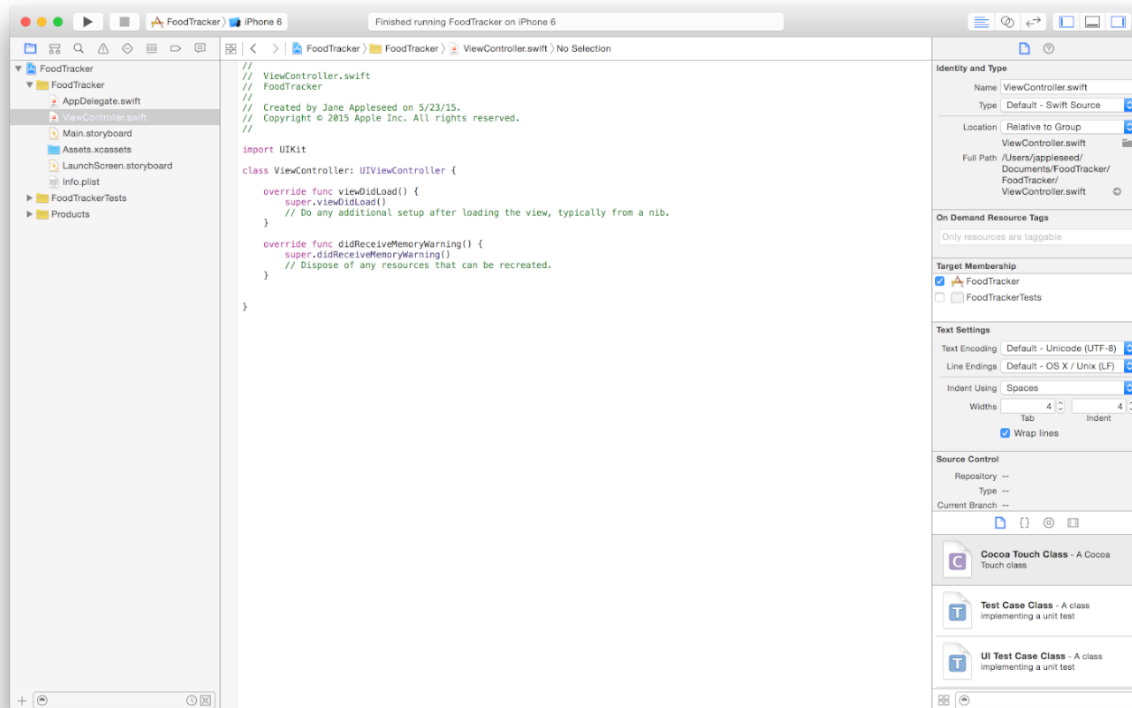 FoodTracker iPhone 6
Finished running FoodTracker on iPhone 6
FoodTracker FoodTracker ViewController.swift No Selection
FoodTracker
FoodTracker
AppDelegate.swift
ViewController.swift
Main.storyboard
Assets.xcassets
LaunchScreen.storyboard
Info.plist
FoodTrackerTests
Products
//
//  ViewController.swift
//  FoodTracker
//
//  Created by Jane Appleseed on 5/23/15.
//  Copyright © 2015 Apple Inc. All rights reserved.
//
import UIKit
class ViewController: UIViewController {
    override func viewDidLoad() {
        super.viewDidLoad()
        // Do any additional setup after loading the view, typically from a nib.
    }
    override func didReceiveMemoryWarning() {
        super.didReceiveMemoryWarning()
        // Dispose of any resources that can be recreated.
    }
}
Identity and Type
Name ViewController.swift
Type Default - Swift Source
Location Relative to Group
ViewController.swift
Full Path /Users/jappleseed/
Documents/FoodTracker/
FoodTracker/
ViewController.swift
On Demand Resource Tags
Only resources are taggable
Target Membership
FoodTracker
FoodTrackerTests
Text Settings
Text Encoding Default - Unicode (UTF-8)
Line Endings Default - OS X / Unix (LF)
Indent Using Spaces
Widths 4 4
Tab Indent
Wrap lines
Source Control
Repository --
Type --
Current Branch --
{}
C
Cocoa Touch Class - A Cocoa
Touch class
T
Test Case Class - A class
implementing a unit test
T
UI Test Case Class - A class
implementing a unit test